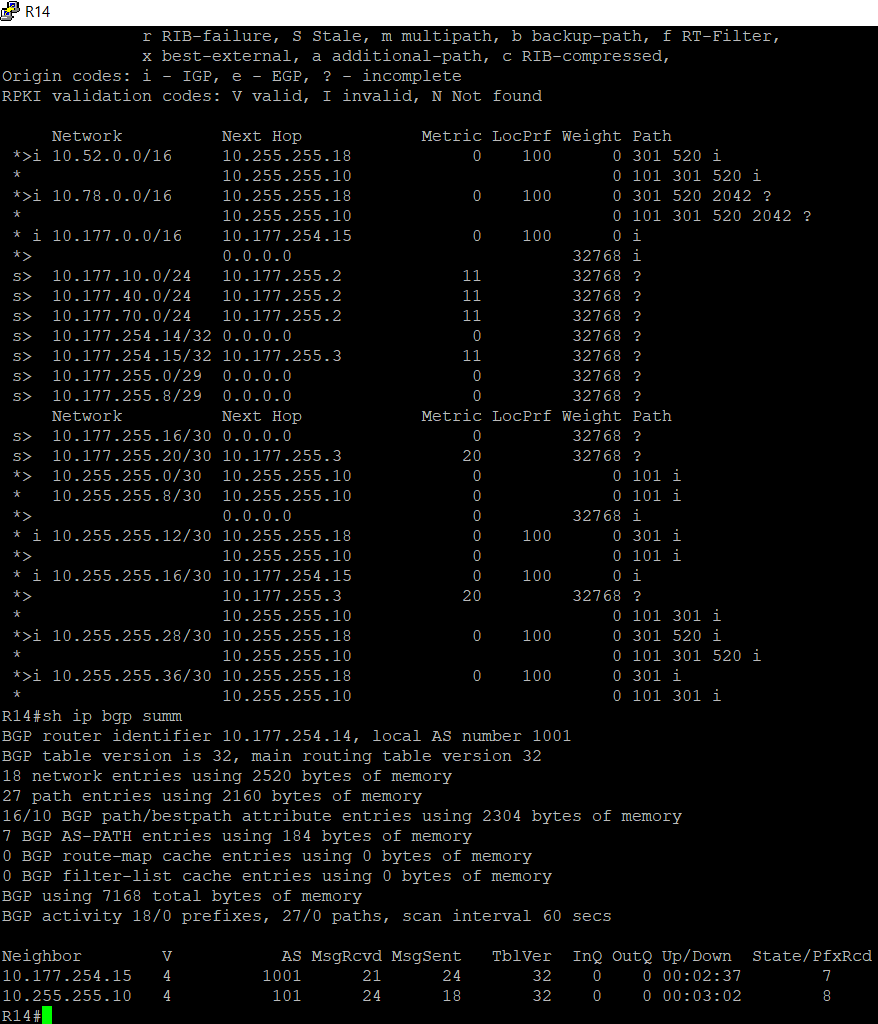 R14
r RIB-failure, S Stale, m multipath, b backup-path, f RT-Filter,
x best-external, a additional-path, c RIB-compressed,
Origin codes: i - IGP, e - EGP, ? - incomplete
RPKI validation codes: V valid, I invalid, N Not found
     Network          Next Hop            Metric LocPrf Weight Path
 *>i 10.52.0.0/16     10.255.255.18            0    100      0 301 520 i
 *                    10.255.255.10                          0 101 301 520 i
 *>i 10.78.0.0/16     10.255.255.18            0    100      0 301 520 2042 ?
 *                    10.255.255.10                          0 101 301 520 2042 ?
 * i 10.177.0.0/16    10.177.254.15            0    100      0 i
 *>                   0.0.0.0                            32768 i
 s>  10.177.10.0/24   10.177.255.2            11         32768 ?
 s>  10.177.40.0/24   10.177.255.2            11         32768 ?
 s>  10.177.70.0/24   10.177.255.2            11         32768 ?
 s>  10.177.254.14/32 0.0.0.0                  0         32768 ?
 s>  10.177.254.15/32 10.177.255.3            11         32768 ?
 s>  10.177.255.0/29  0.0.0.0                  0         32768 ?
 s>  10.177.255.8/29  0.0.0.0                  0         32768 ?
     Network          Next Hop            Metric LocPrf Weight Path
 s>  10.177.255.16/30 0.0.0.0                  0         32768 ?
 s>  10.177.255.20/30 10.177.255.3            20         32768 ?
 *>  10.255.255.0/30  10.255.255.10            0             0 101 i
 *   10.255.255.8/30  10.255.255.10            0             0 101 i
 *>                   0.0.0.0                  0         32768 i
 * i 10.255.255.12/30 10.255.255.18            0    100      0 301 i
 *>                   10.255.255.10            0             0 101 i
 * i 10.255.255.16/30 10.177.254.15            0    100      0 i
 *>                   10.177.255.3            20         32768 ?
 *                    10.255.255.10                          0 101 301 i
 *>i 10.255.255.28/30 10.255.255.18            0    100      0 301 520 i
 *                    10.255.255.10                          0 101 301 520 i
 *>i 10.255.255.36/30 10.255.255.18            0    100      0 301 i
 *                    10.255.255.10                          0 101 301 i
R14#sh ip bgp summ
BGP router identifier 10.177.254.14, local AS number 1001
BGP table version is 32, main routing table version 32
18 network entries using 2520 bytes of memory
27 path entries using 2160 bytes of memory
16/10 BGP path/bestpath attribute entries using 2304 bytes of memory
7 BGP AS-PATH entries using 184 bytes of memory
0 BGP route-map cache entries using 0 bytes of memory
0 BGP filter-list cache entries using 0 bytes of memory
BGP using 7168 total bytes of memory
BGP activity 18/0 prefixes, 27/0 paths, scan interval 60 secs
Neighbor        V           AS MsgRcvd MsgSent   TblVer  InQ OutQ Up/Down  State/PfxRcd
10.177.254.15   4         1001      21      24       32    0    0 00:02:37        7
10.255.255.10   4          101      24      18       32    0    0 00:03:02        8
R14#